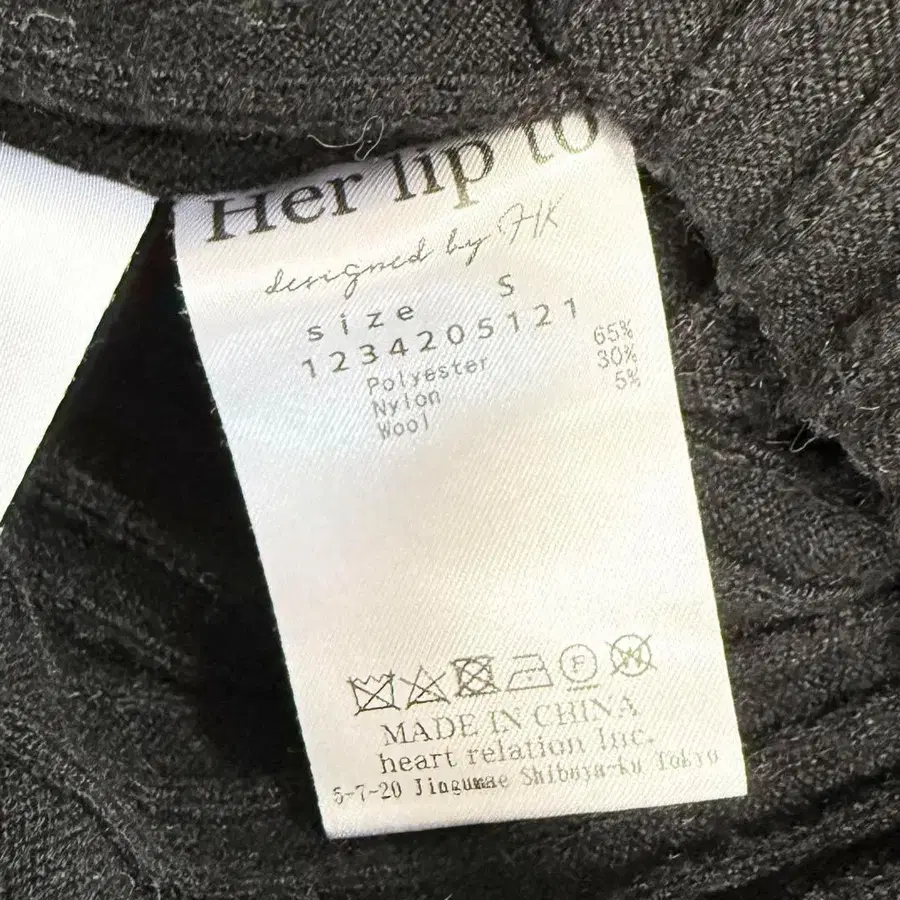 Her lip to
designed by HK
size S
1234205121
Polyester 65%
Nylon 30%
Wool 5%
F W
MADE IN CHINA
heart relation Inc.
5-7-20 Jingumae Shibuya-ku Tokyo